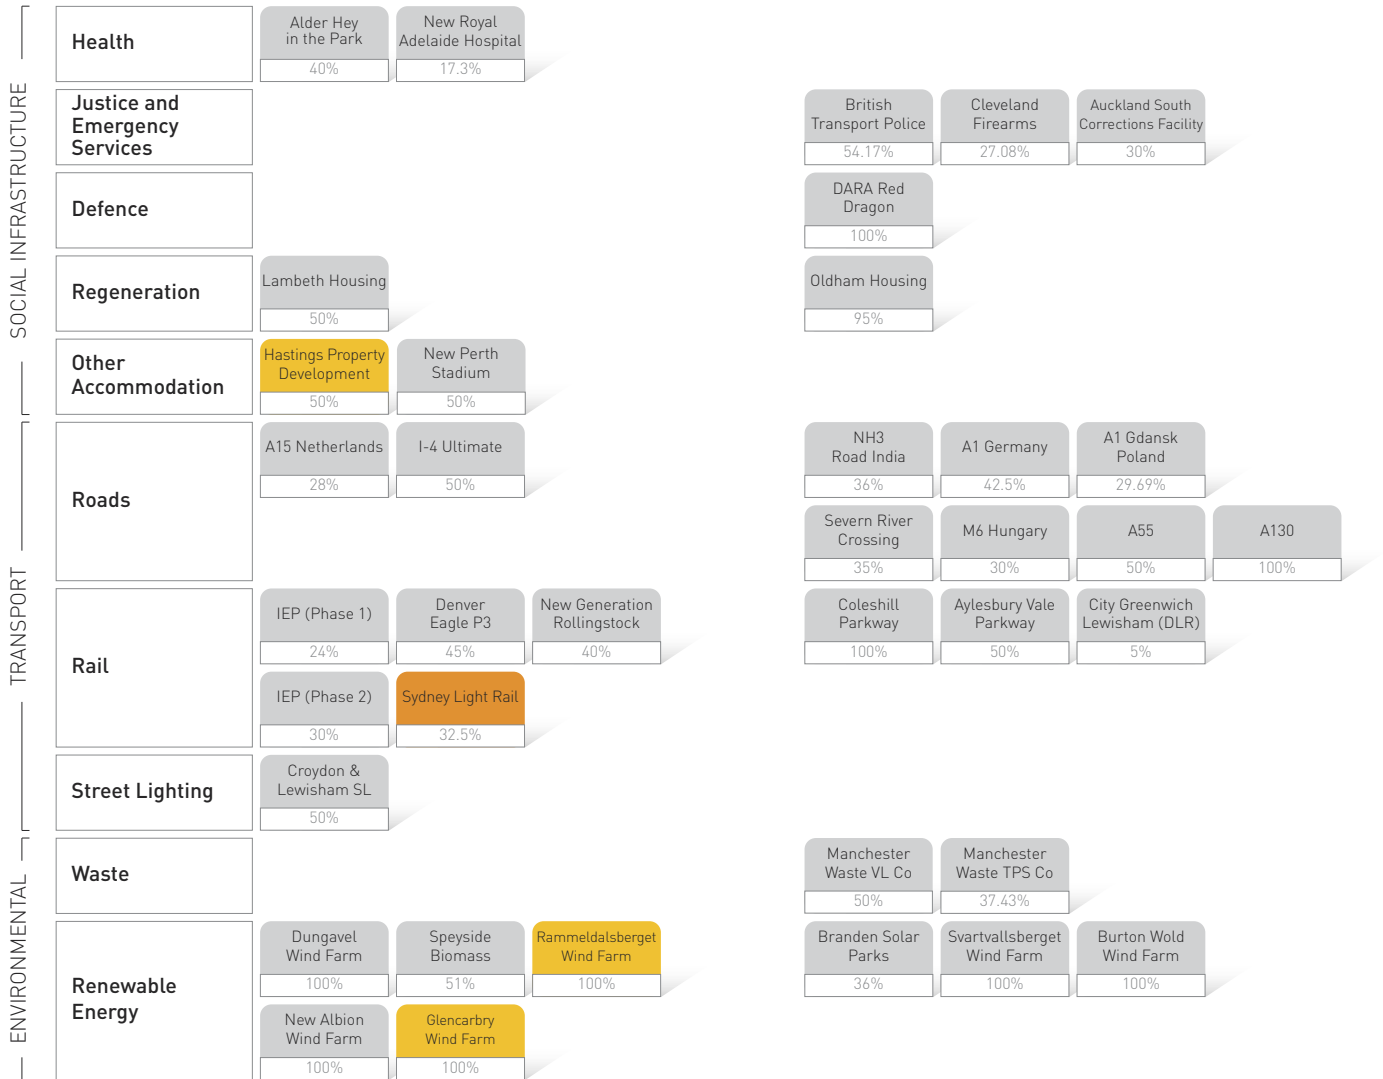 SOCIAL INFRASTRUCTURE
Health
Alder Hey
in the Park
40%
New Royal
Adelaide Hospital
17.3%
Justice and
Emergency
Services
British
Transport Police
54.17%
Cleveland
Firearms
27.08%
Auckland South
Corrections Facility
30%
Defence
DARA Red
Dragon
100%
Regeneration
Lambeth Housing
50%
Oldham Housing
95%
Other
Accommodation
Hastings Property
Development
50%
New Perth
Stadium
50%
TRANSPORT
Roads
A15 Netherlands
28%
I-4 Ultimate
50%
NH3
Road India
36%
A1 Germany
42.5%
A1 Gdansk
Poland
29.69%
Severn River
Crossing
35%
M6 Hungary
30%
A55
50%
A130
100%
Rail
IEP (Phase 1)
24%
Denver
Eagle P3
45%
New Generation
Rollingstock
40%
Coleshill
Parkway
100%
Aylesbury Vale
Parkway
50%
City Greenwich
Lewisham (DLR)
5%
IEP (Phase 2)
30%
Sydney Light Rail
32.5%
Street Lighting
Croydon &
Lewisham SL
50%
ENVIRONMENTAL
Waste
Manchester
Waste VL Co
50%
Manchester
Waste TPS Co
37.43%
Renewable
Energy
Dungavel
Wind Farm
100%
Speyside
Biomass
51%
Rammeldalsberget
Wind Farm
100%
Branden Solar
Parks
36%
Svartvallsberget
Wind Farm
100%
Burton Wold
Wind Farm
100%
New Albion
Wind Farm
100%
Glencarbry
Wind Farm
100%